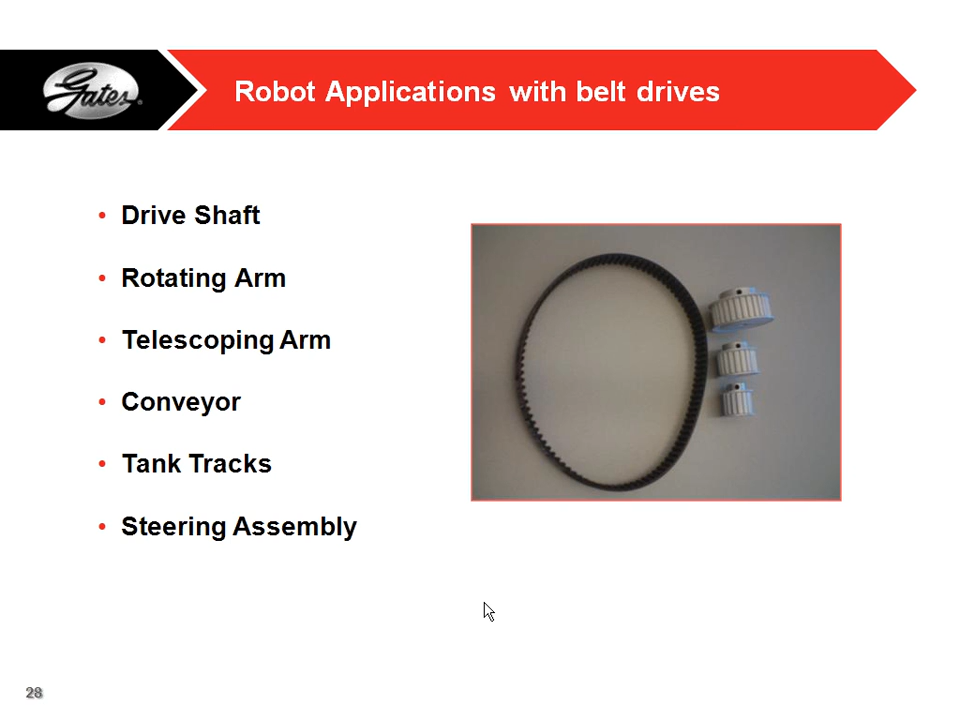 Gates
Robot Applications with belt drives
• Drive Shaft
• Rotating Arm
• Telescoping Arm
• Conveyor
• Tank Tracks
• Steering Assembly
28